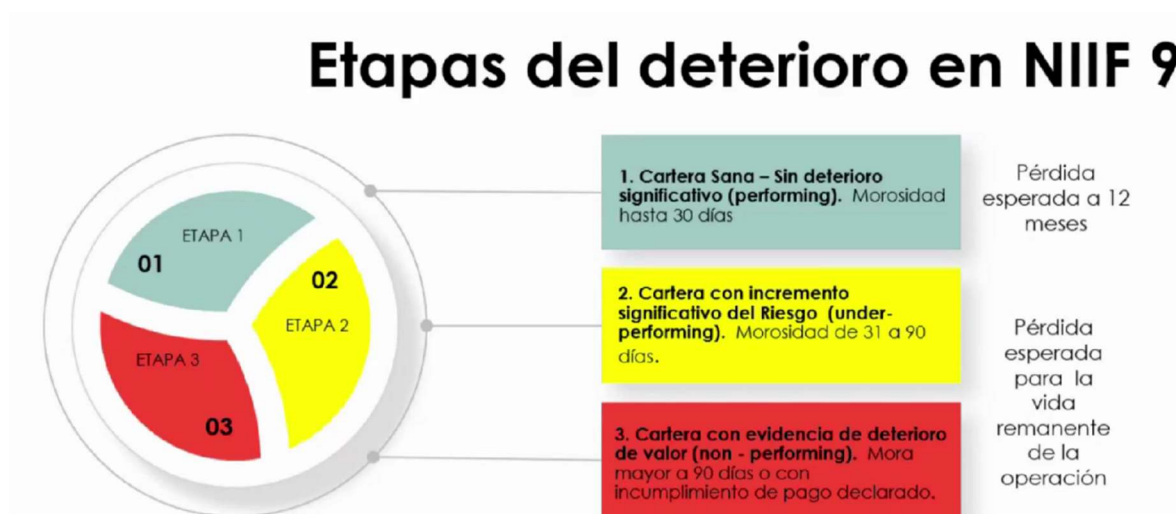 Etapas del deterioro en NIIF 9
ETAPA 1
01
02
ETAPA 2
ETAPA 3
03
1. Cartera Sana – Sin deterioro
significativo (performing). Morosidad
hasta 30 días
Pérdida
esperada a 12
meses
2. Cartera con incremento
significativo del Riesgo (under-
performing). Morosidad de 31 a 90
días.
3. Cartera con evidencia de deterioro
de valor (non - performing). Mora
mayor a 90 días o con
incumplimiento de pago declarado.
Pérdida
esperada
para la
vida
remanente
de la
operación